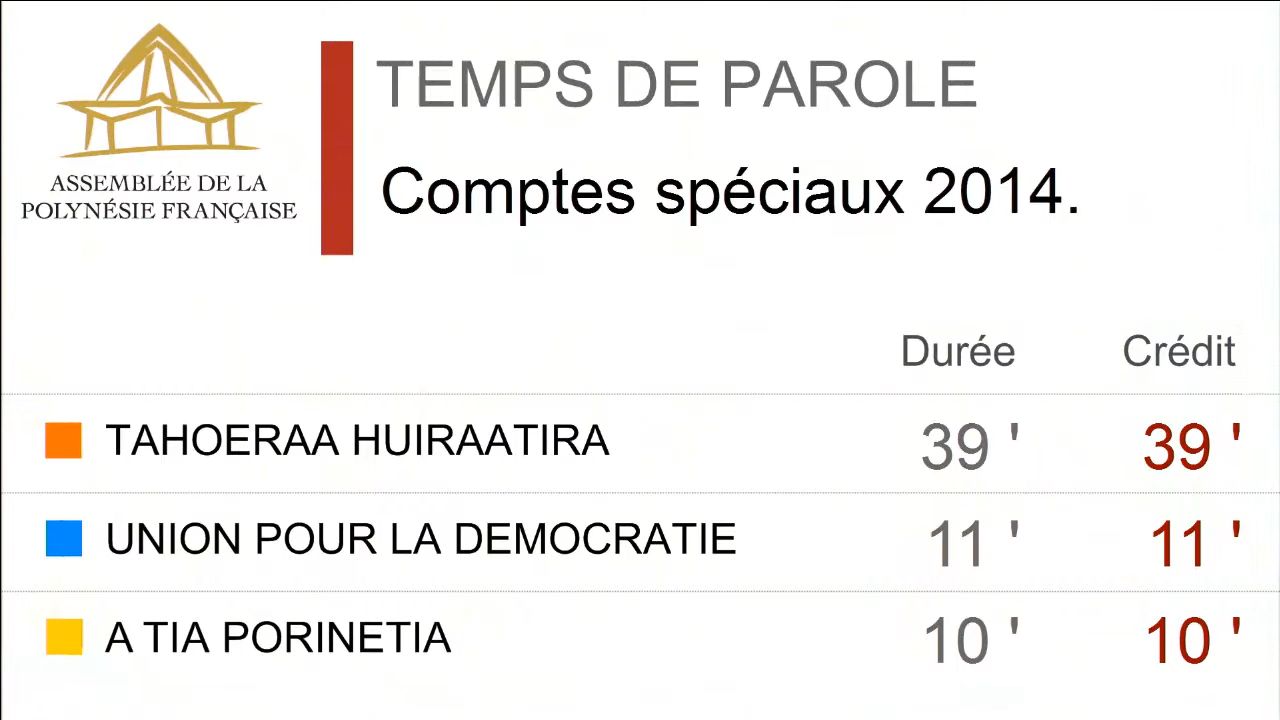 ASSEMBLÉE DE LA
POLYNÉSIE FRANÇAISE
TEMPS DE PAROLE
Comptes spéciaux 2014.
Durée Crédit
TAHOERAA HUIRAATIRA 39 ' 39 '
UNION POUR LA DEMOCRATIE 11 ' 11 '
A TIA PORINETIA 10 ' 10 '